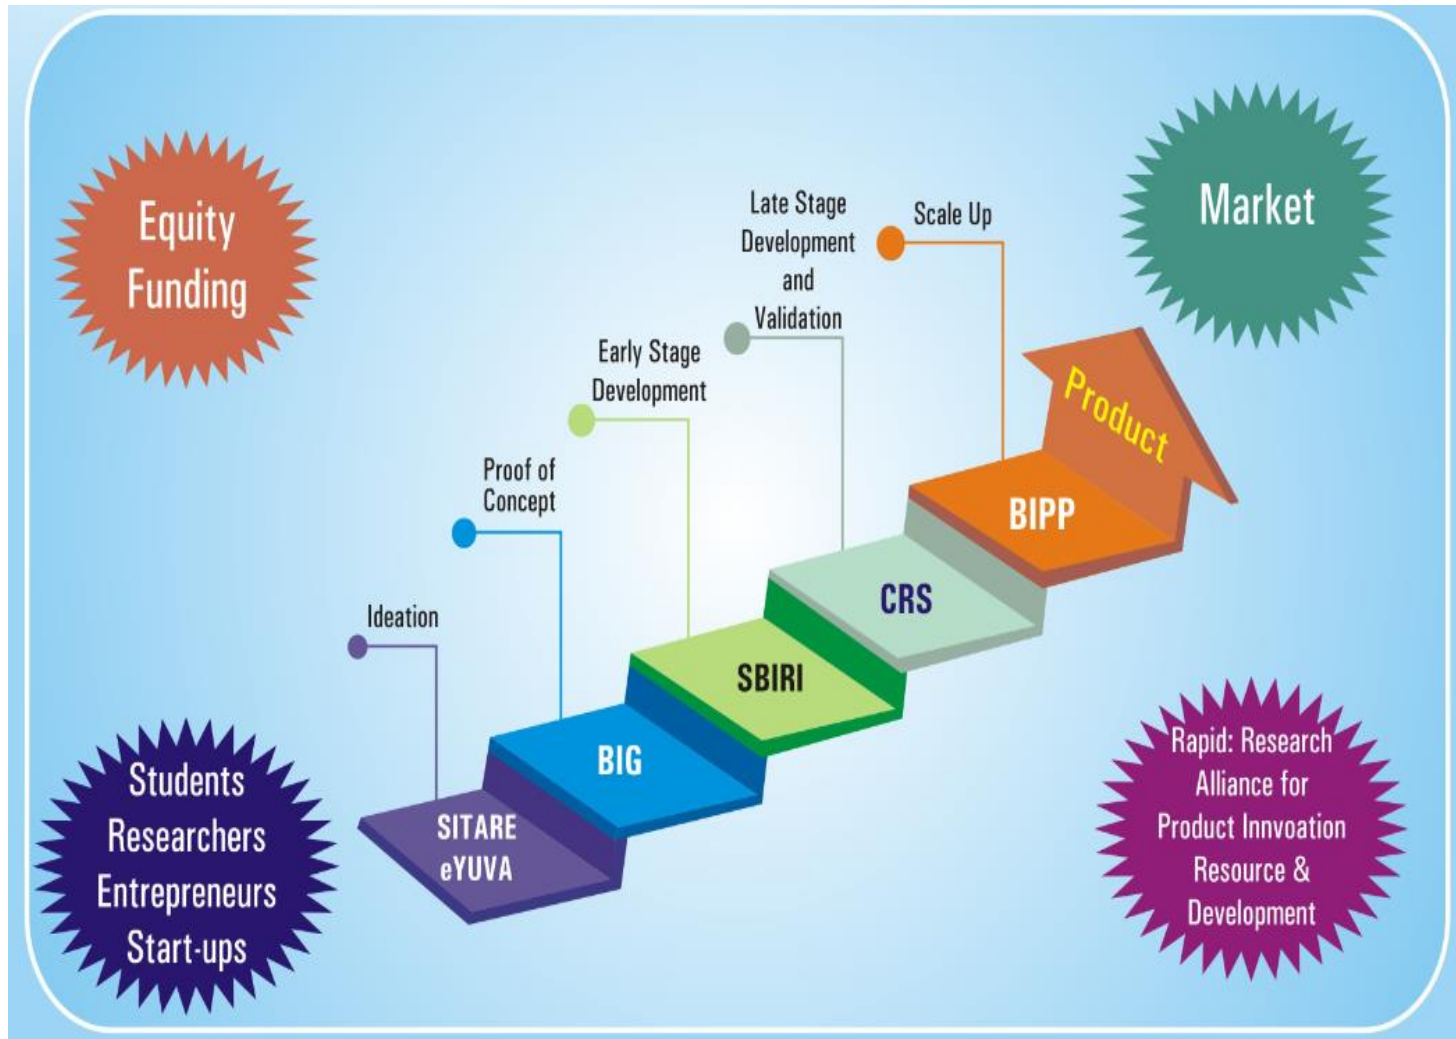 Equity
Funding
Market
Late Stage
Development
and
Validation
Scale Up
Early Stage
Development
Product
Proof of
Concept
BIPP
Ideation
CRS
SBIRI
BIG
SITARE
eYUVA
Students
Researchers
Entrepreneurs
Start-ups
Rapid: Research
Alliance for
Product Innvoation
Resource &
Development